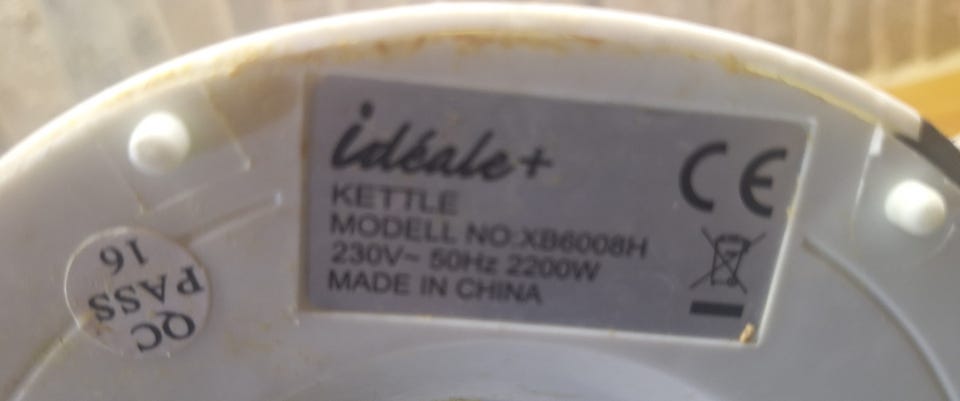 idéale+
KETTLE
MODELL NO:XB6008H
230V~ 50Hz 2200W
MADE IN CHINA
CE
QC
PASS
16